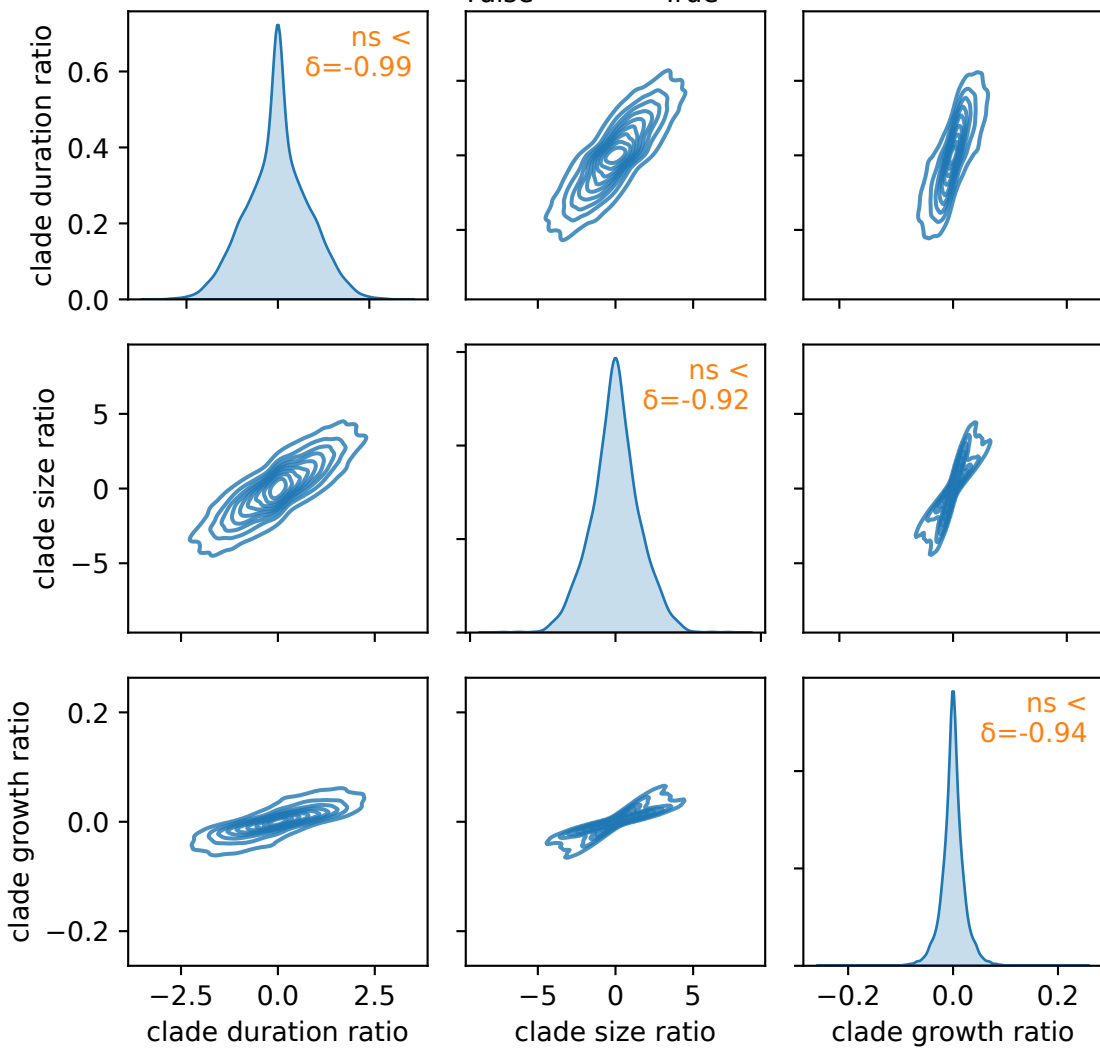 False True
clade duration ratio
0.6
0.4
0.2
0.0
ns <
δ=-0.99
clade size ratio
5
0
−5
ns <
δ=-0.92
clade growth ratio
0.2
0.0
−0.2
ns <
δ=-0.94
−2.5 0.0 2.5
−5 0 5
−0.2 0.0 0.2
clade duration ratio
clade size ratio
clade growth ratio